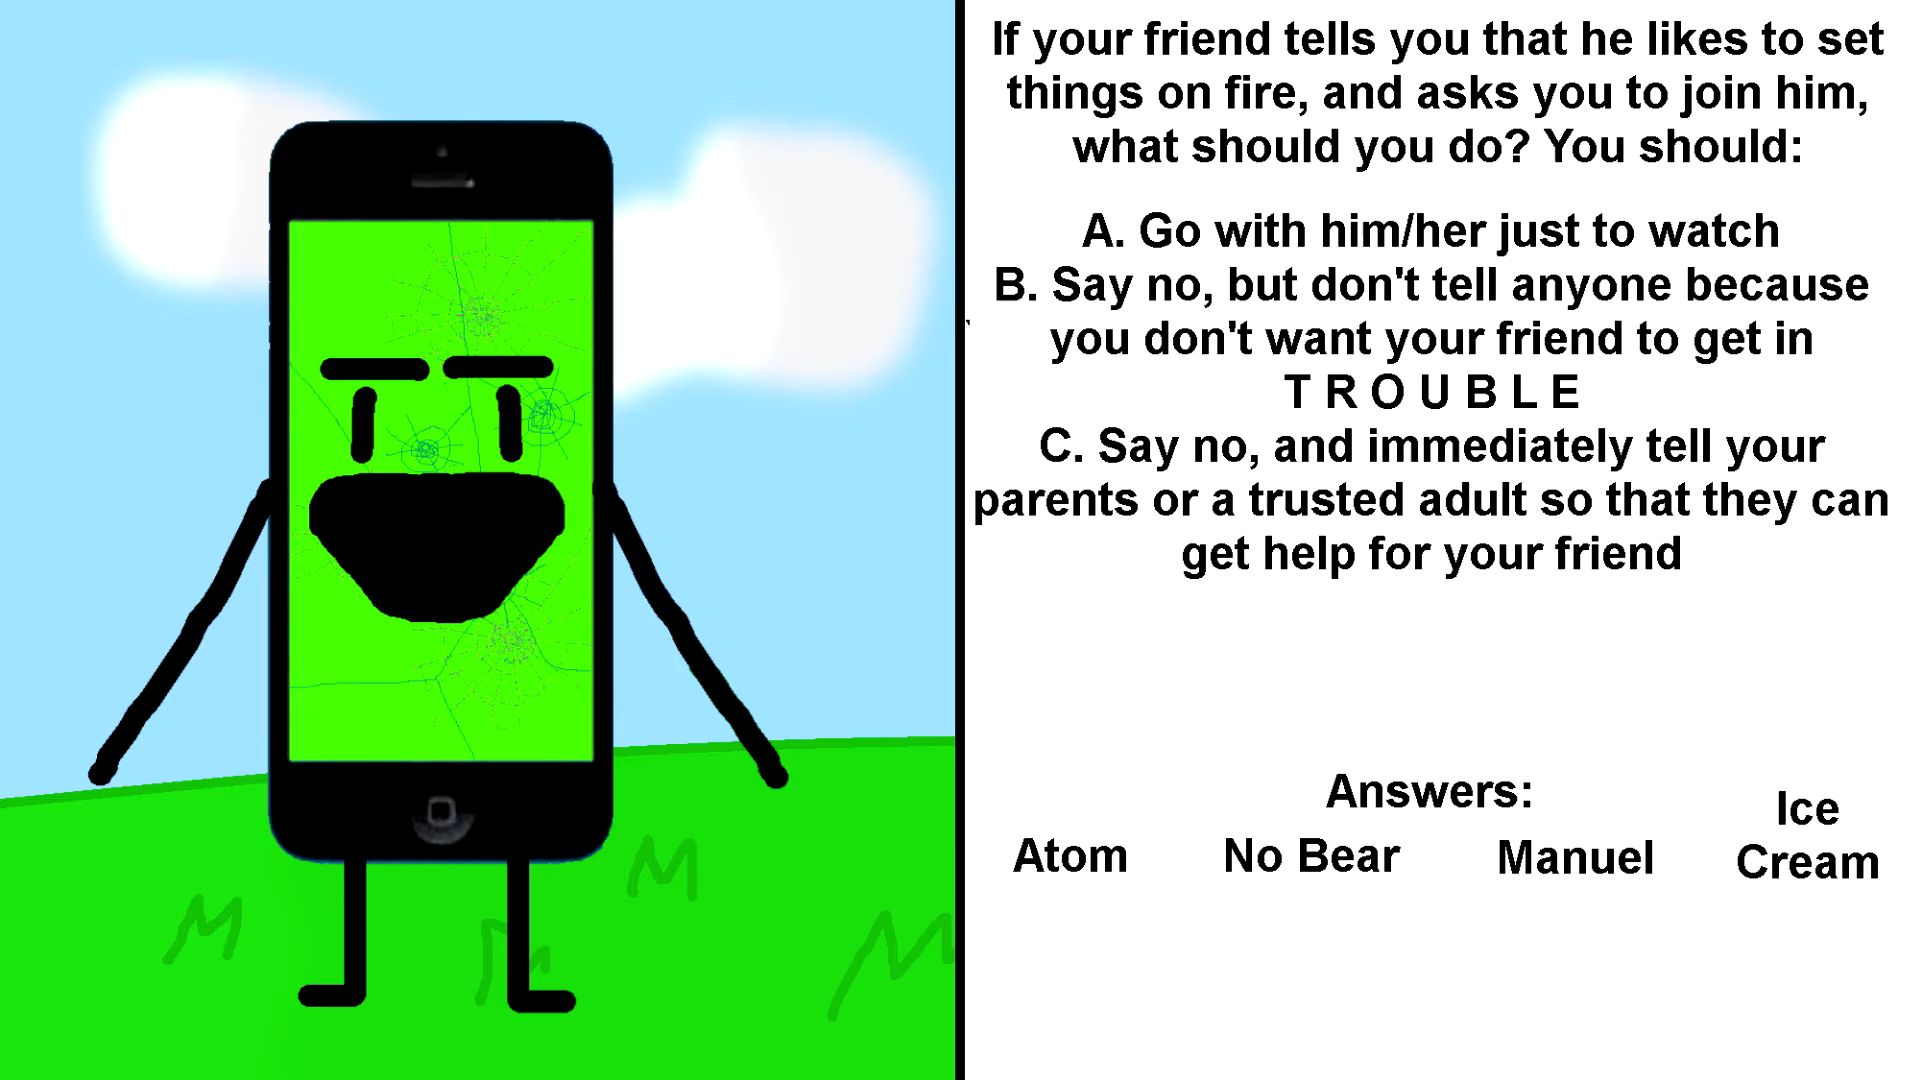 If your friend tells you that he likes to set
things on fire, and asks you to join him,
what should you do? You should:
A. Go with him/her just to watch
B. Say no, but don't tell anyone because
you don't want your friend to get in
T R O U B L E
C. Say no, and immediately tell your
parents or a trusted adult so that they can
get help for your friend
Answers:
Atom
No Bear
Manuel
Ice
Cream